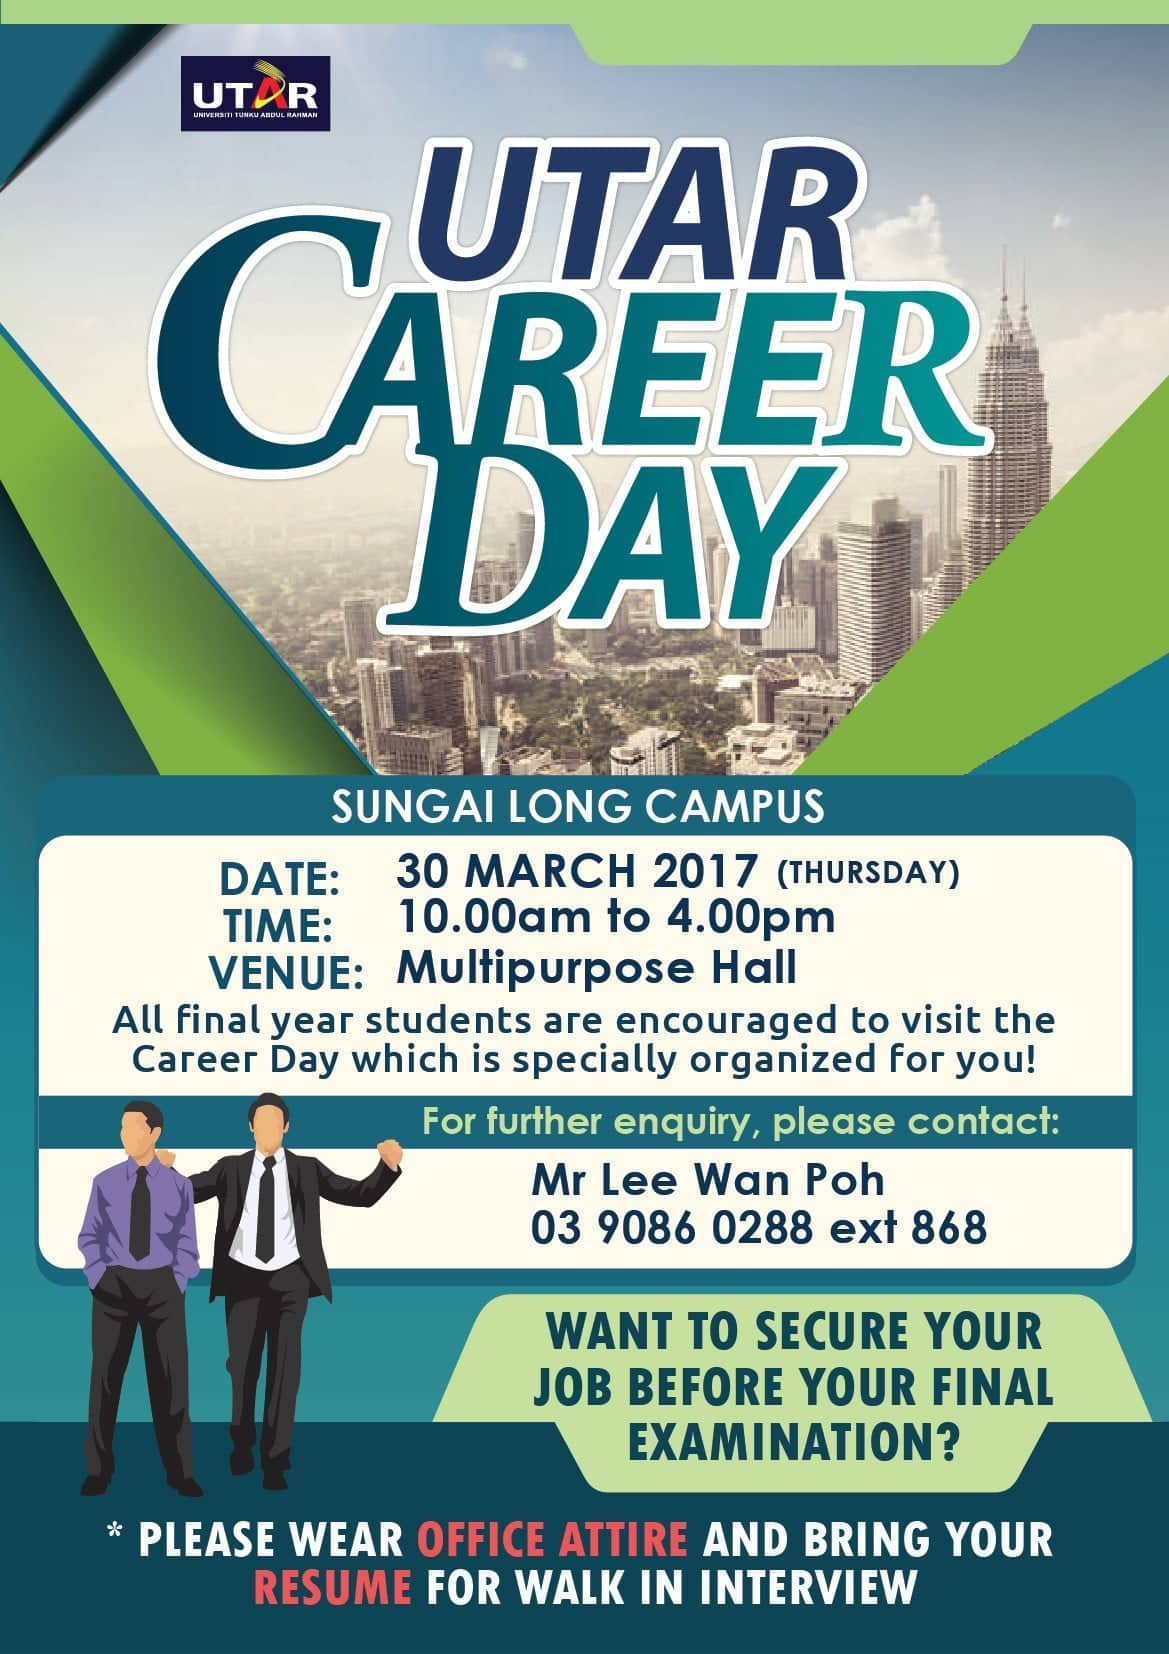 UTAR
UNIVERSITI TUNKU ABDUL RAHMAN
UTAR
CAREER
DAY
SUNGAI LONG CAMPUS
DATE: 30 MARCH 2017 (THURSDAY)
TIME: 10.00am to 4.00pm
VENUE: Multipurpose Hall
All final year students are encouraged to visit the
Career Day which is specially organized for you!
For further enquiry, please contact:
Mr Lee Wan Poh
03 9086 0288 ext 868
WANT TO SECURE YOUR
JOB BEFORE YOUR FINAL
EXAMINATION?
* PLEASE WEAR OFFICE ATTIRE AND BRING YOUR
RESUME FOR WALK IN INTERVIEW